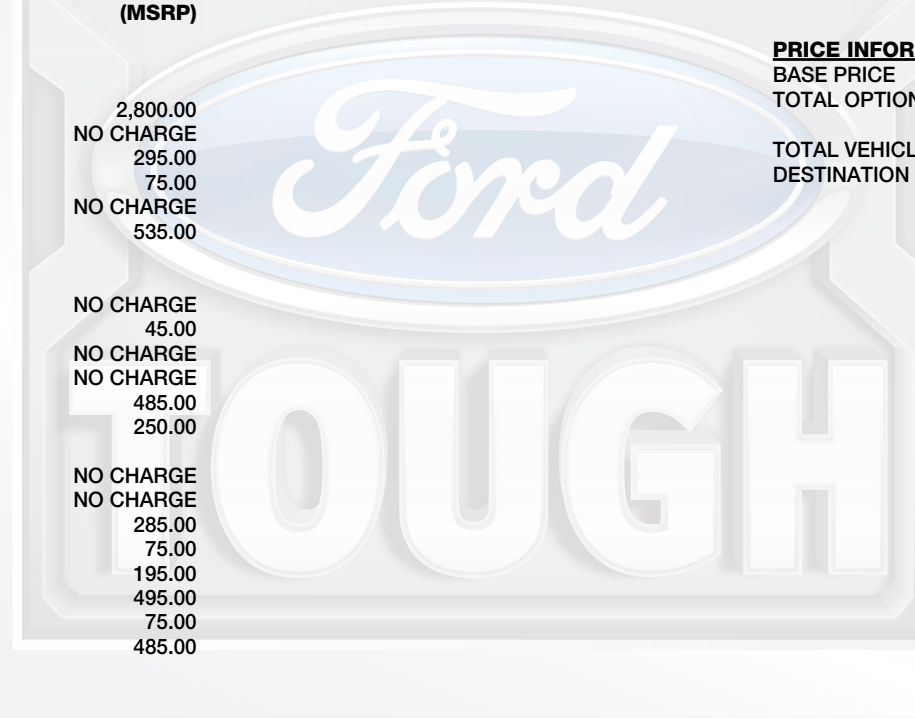 (MSRP)
2,800.00
NO CHARGE
295.00
75.00
NO CHARGE
535.00
NO CHARGE
45.00
NO CHARGE
NO CHARGE
485.00
250.00
NO CHARGE
NO CHARGE
285.00
75.00
195.00
495.00
75.00
485.00
PRICE INFOR
BASE PRICE
TOTAL OPTION
TOTAL VEHICL
DESTINATION
Ford
TOUGH